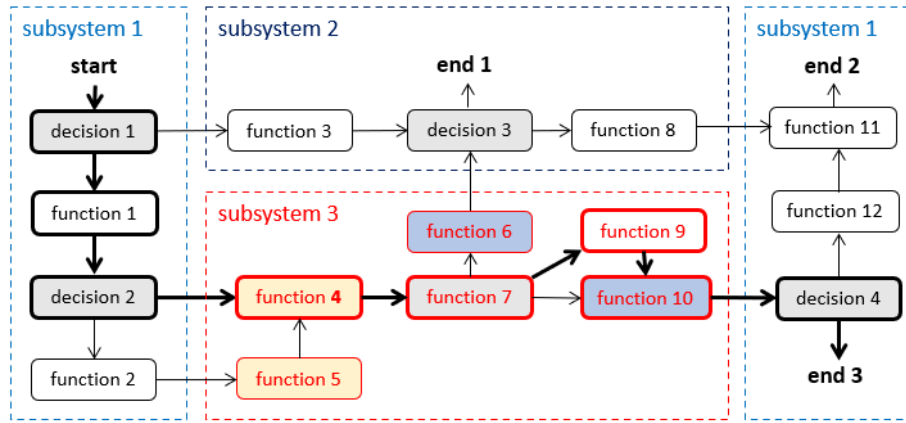 subsystem 1
subsystem 2
subsystem 1
start
end 1
end 2
decision 1
function 3
decision 3
function 8
function 11
function 1
subsystem 3
function 6
function 9
function 12
decision 2
function 4
function 7
function 10
decision 4
function 2
function 5
end 3